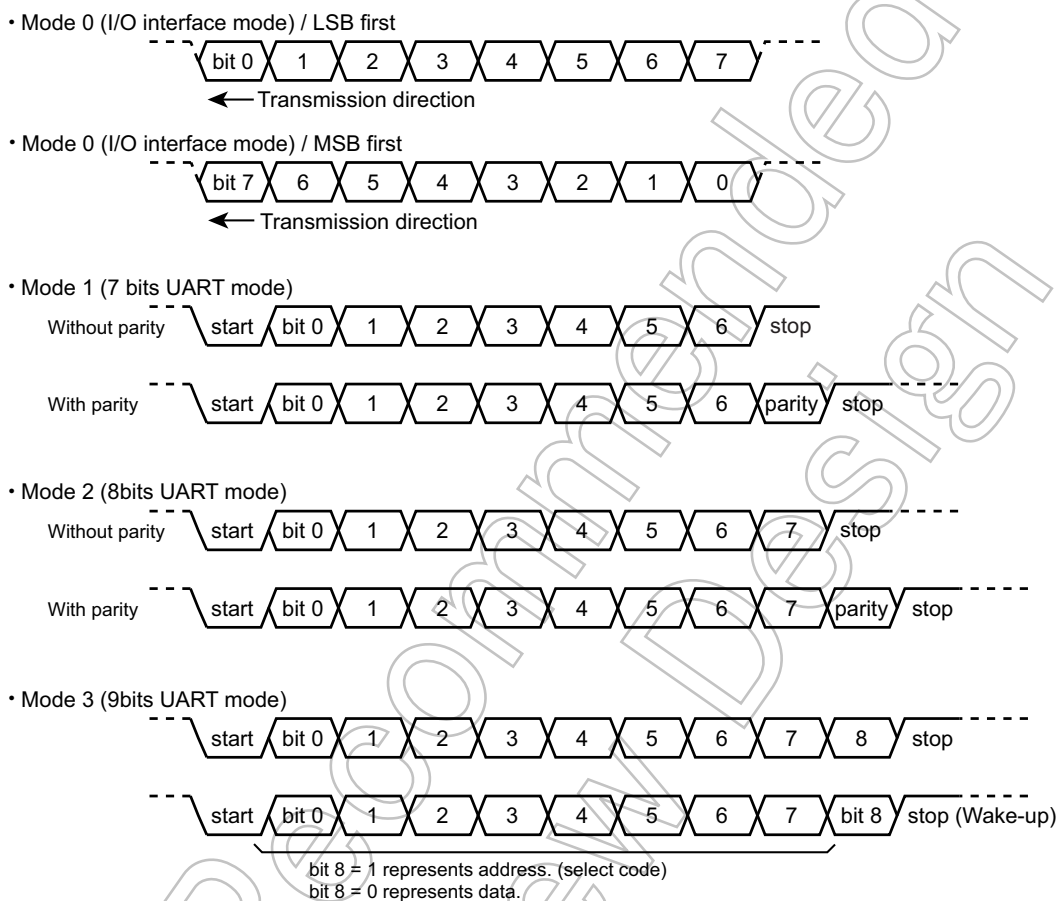 • Mode 0 (I/O interface mode) / LSB first
bit 0 1 2 3 4 5 6 7
Transmission direction
• Mode 0 (I/O interface mode) / MSB first
bit 7 6 5 4 3 2 1 0
Transmission direction
• Mode 1 (7 bits UART mode)
Without parity start bit 0 1 2 3 4 5 6 stop
With parity start bit 0 1 2 3 4 5 6 parity stop
• Mode 2 (8bits UART mode)
Without parity start bit 0 1 2 3 4 5 6 7 stop
With parity start bit 0 1 2 3 4 5 6 7 parity stop
• Mode 3 (9bits UART mode)
start bit 0 1 2 3 4 5 6 7 8 stop
start bit 0 1 2 3 4 5 6 7 bit 8 stop (Wake-up)
bit 8 = 1 represents address. (select code)
bit 8 = 0 represents data.
Recommended
ew Design